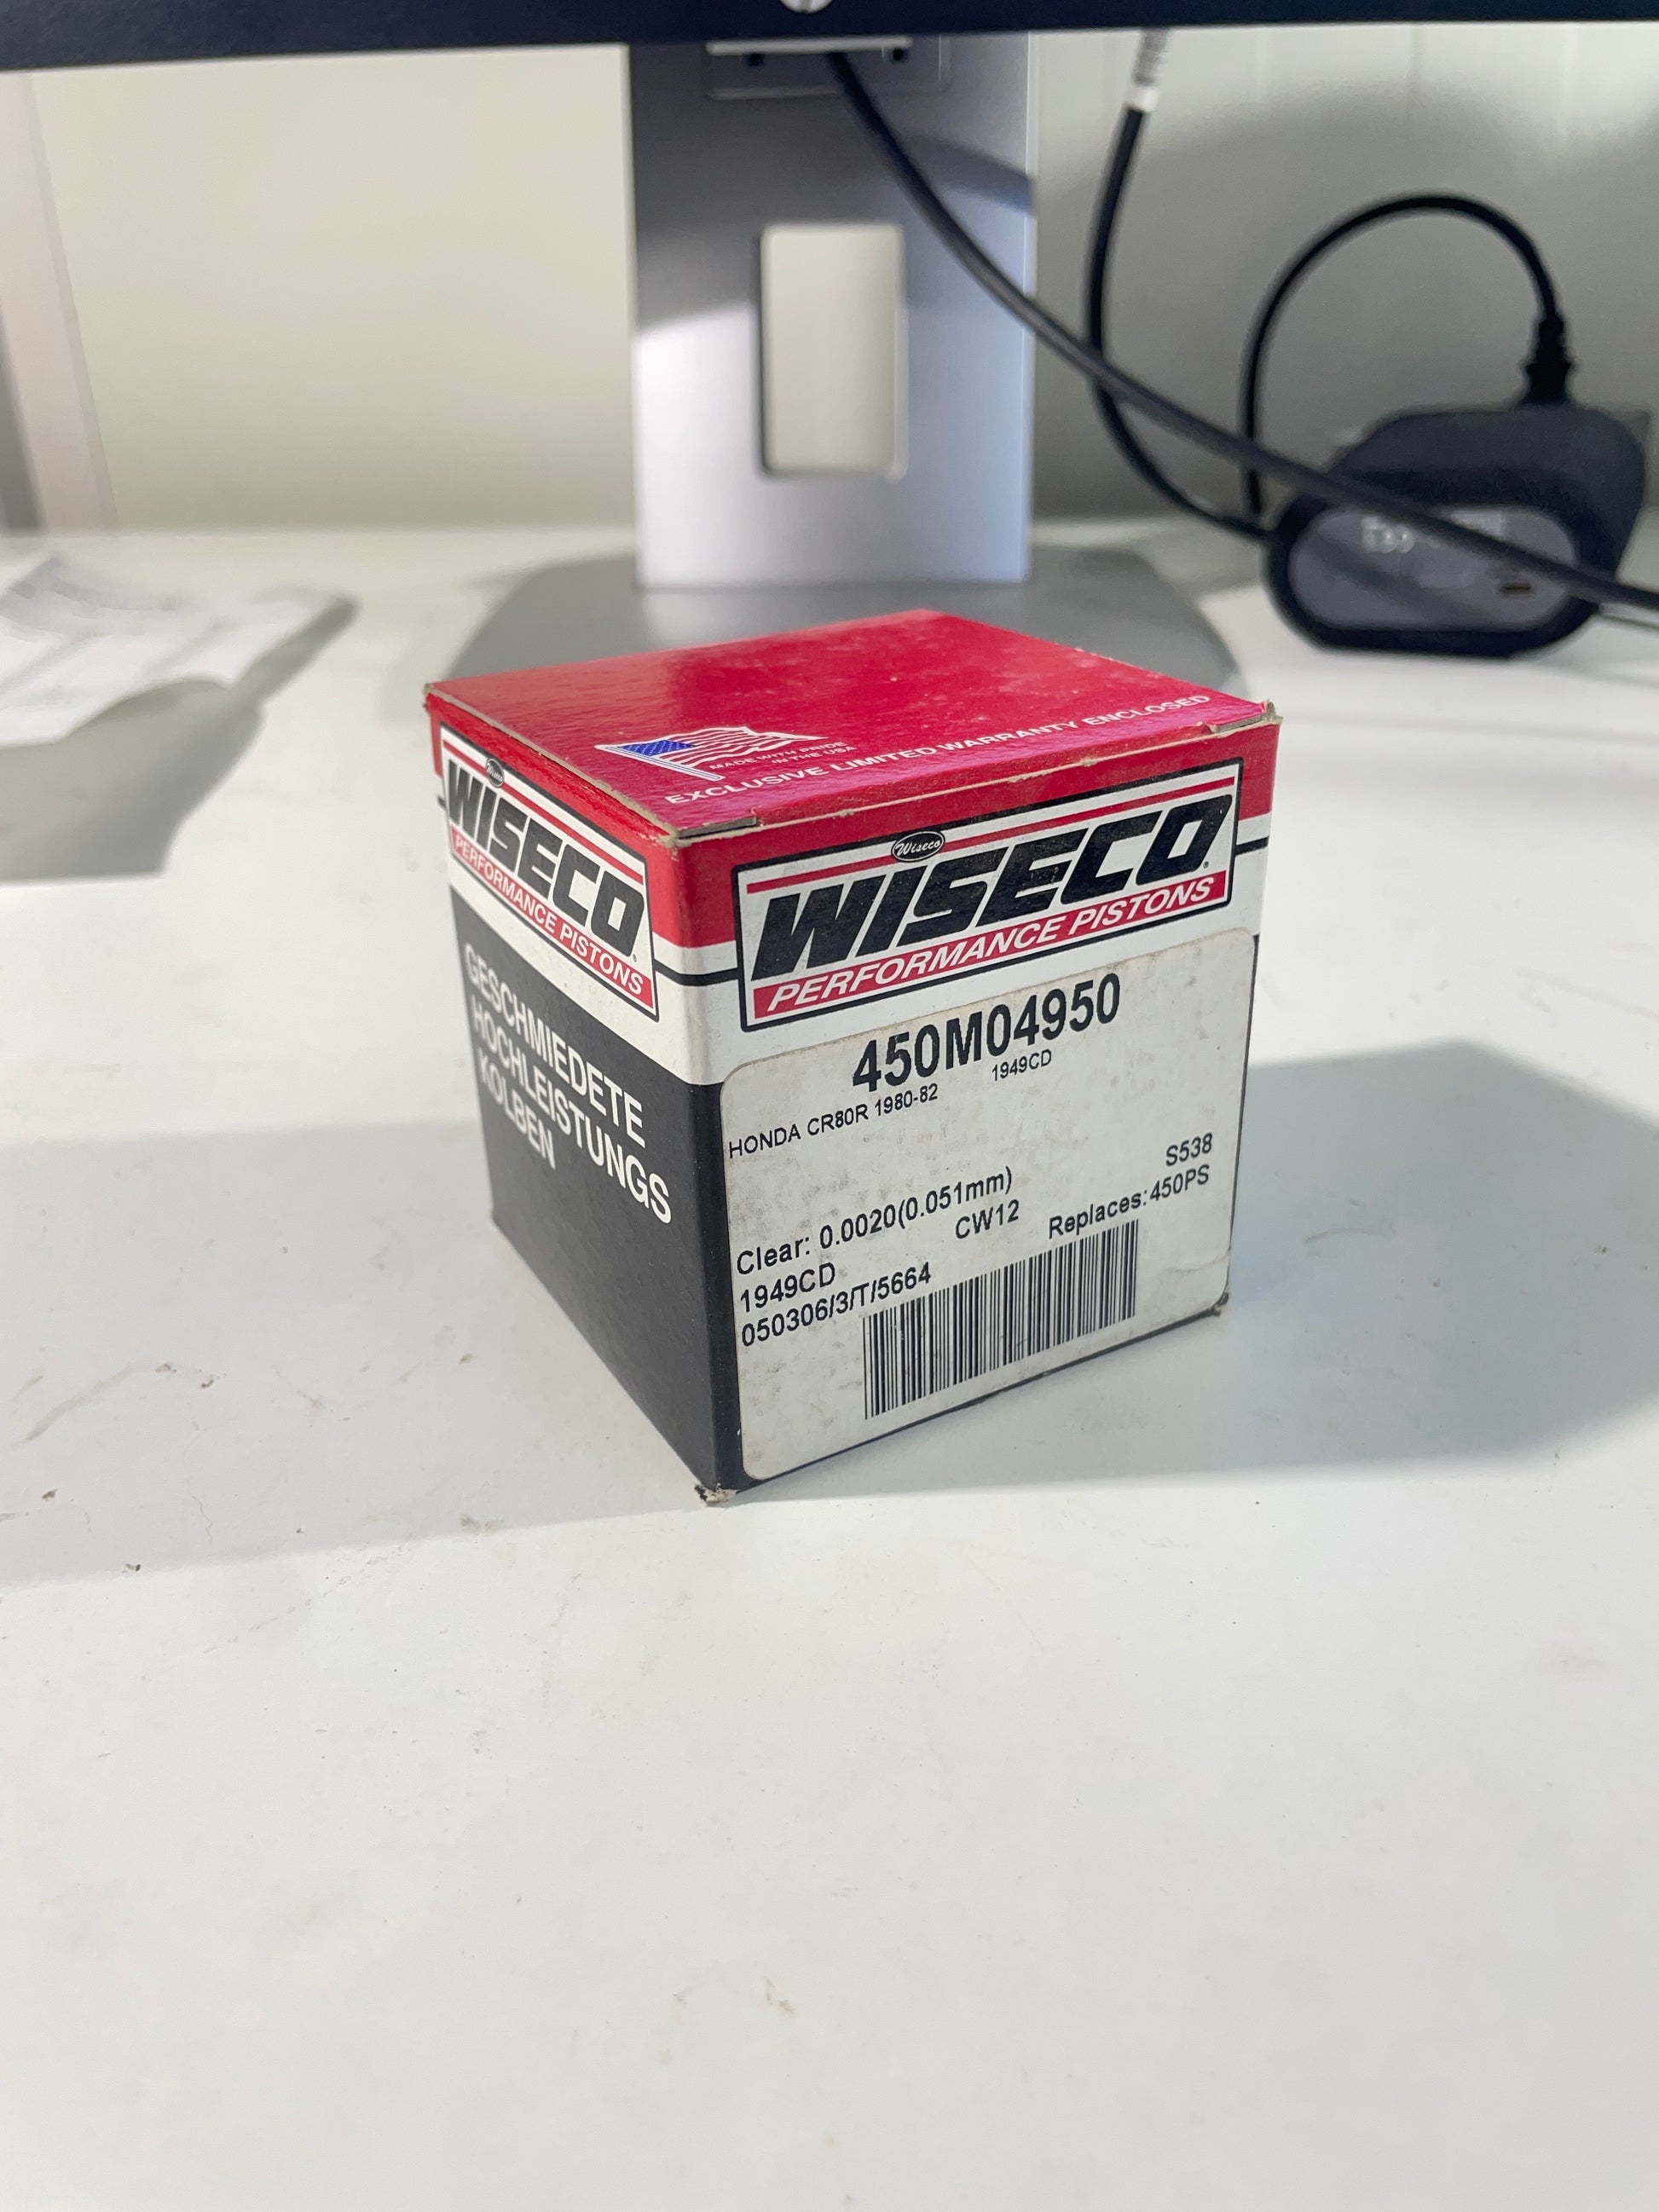 MADE WITH PRIDE
IN THE USA
EXCLUSIVE LIMITED WARRANTY ENCLOSED
Wiseco
WISECO
PERFORMANCE PISTONS
GESCHMIEDETE
HOCHLEISTUNGS
KOLBEN
Wiseco
WISECO
PERFORMANCE PISTONS
450M04950
1949CD
HONDA CR80R 1980-82
S538
Clear: 0.0020(0.051mm)
CW12 Replaces:450PS
1949CD
050306/3/T/5664